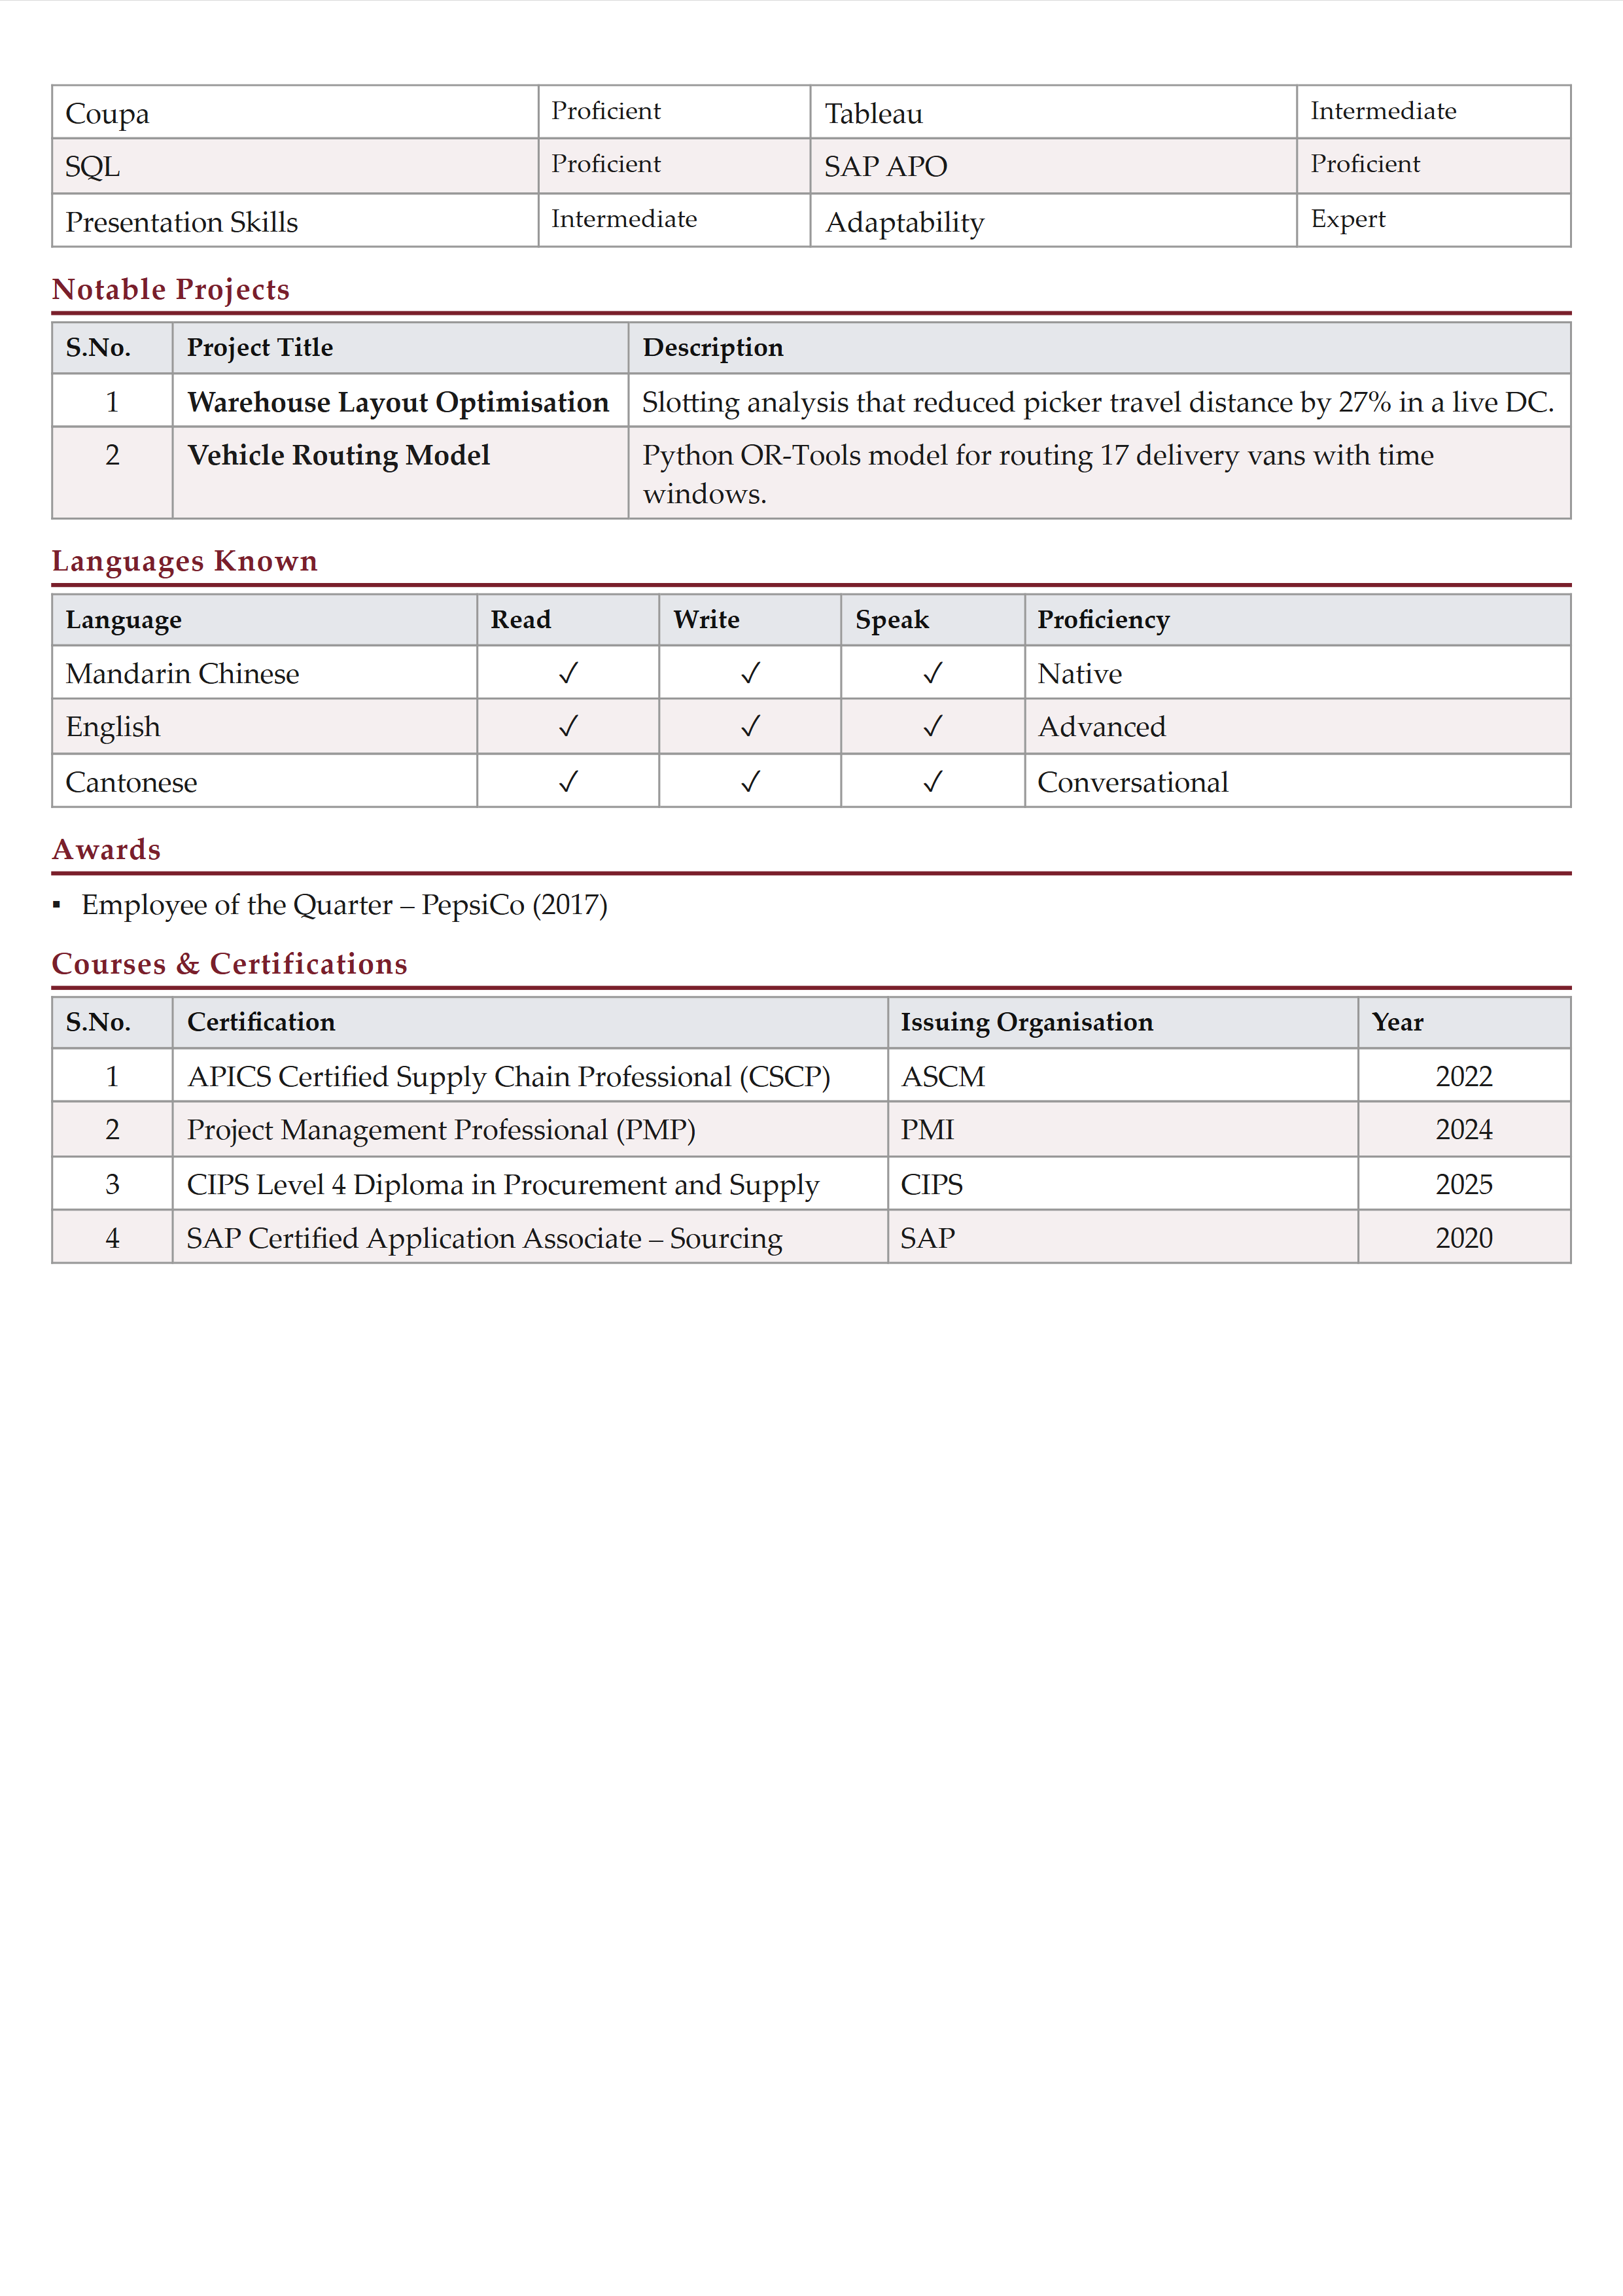 Coupa Proficient Tableau Intermediate
SQL Proficient SAP APO Proficient
Presentation Skills Intermediate Adaptability Expert
Notable Projects
S.No. Project Title Description
1 Warehouse Layout Optimisation Slotting analysis that reduced picker travel distance by 27% in a live DC.
2 Vehicle Routing Model Python OR-Tools model for routing 17 delivery vans with time
windows.
Languages Known
Language Read Write Speak Proficiency
Mandarin Chinese ✓ ✓ ✓ Native
English ✓ ✓ ✓ Advanced
Cantonese ✓ ✓ ✓ Conversational
Awards
▪ Employee of the Quarter – PepsiCo (2017)
Courses & Certifications
S.No. Certification Issuing Organisation Year
1 APICS Certified Supply Chain Professional (CSCP) ASCM 2022
2 Project Management Professional (PMP) PMI 2024
3 CIPS Level 4 Diploma in Procurement and Supply CIPS 2025
4 SAP Certified Application Associate – Sourcing SAP 2020